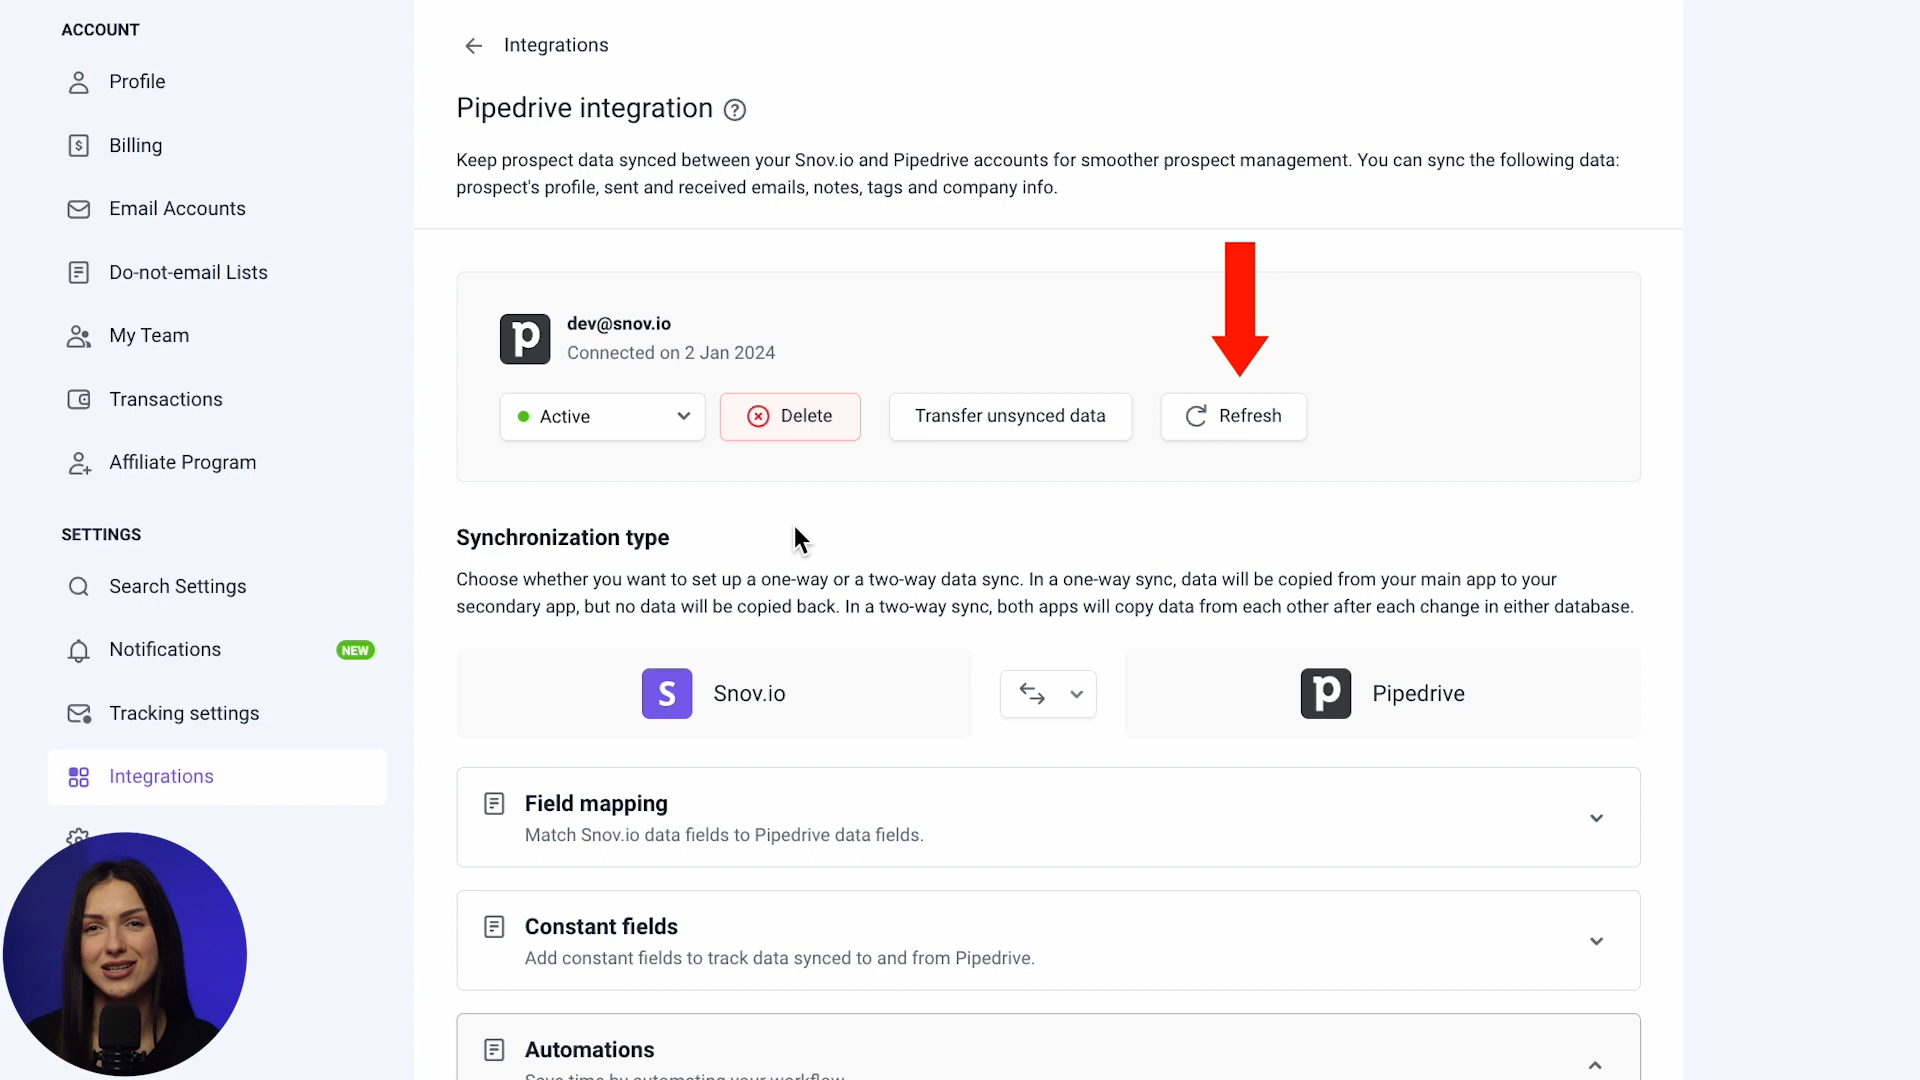 ACCOUNT
Profile
Billing
Email Accounts
Do-not-email Lists
My Team
Transactions
Affiliate Program
SETTINGS
Search Settings
Notifications NEW
Tracking settings
Integrations
Integrations
Pipedrive integration
Keep prospect data synced between your Snov.io and Pipedrive accounts for smoother prospect management. You can sync the following data:
prospect's profile, sent and received emails, notes, tags and company info.
p
dev@snov.io
Connected on 2 Jan 2024
Active
Delete
Transfer unsynced data
Refresh
Synchronization type
Choose whether you want to set up a one-way or a two-way data sync. In a one-way sync, data will be copied from your main app to your
secondary app, but no data will be copied back. In a two-way sync, both apps will copy data from each other after each change in either database.
S Snov.io
p Pipedrive
Field mapping
Match Snov.io data fields to Pipedrive data fields.
Constant fields
Add constant fields to track data synced to and from Pipedrive.
Automations
Save time by automating your workflow